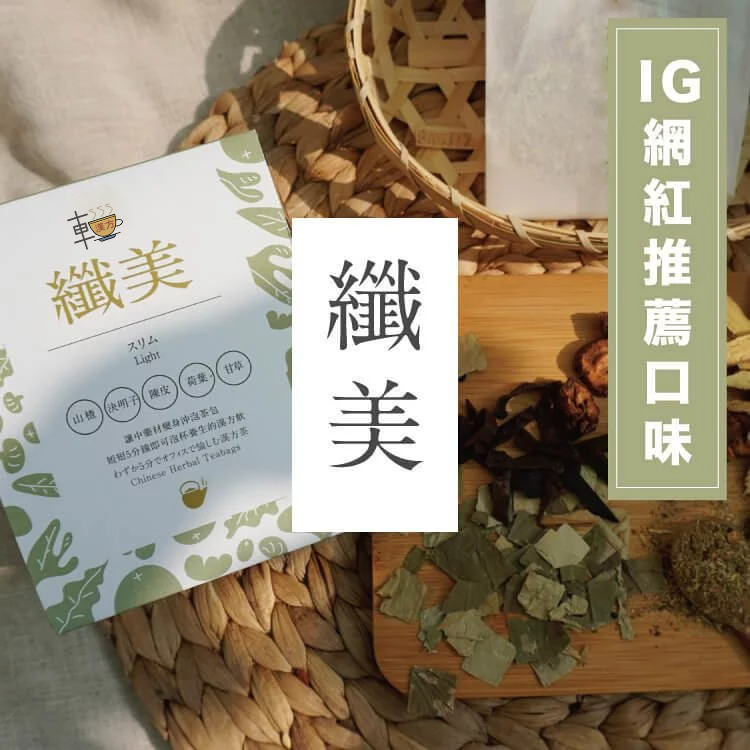 車
漢方
纖美
スリム
Light
山楂 決明子 陳皮 荷葉 甘草
讓中藥材變身沖泡茶包
短短5分鐘即可泡杯養生的漢方飲
わずか5分でオフィスで愉しむ漢方茶
Chinese Herbal Teabags
纖美
IG網紅推薦口味